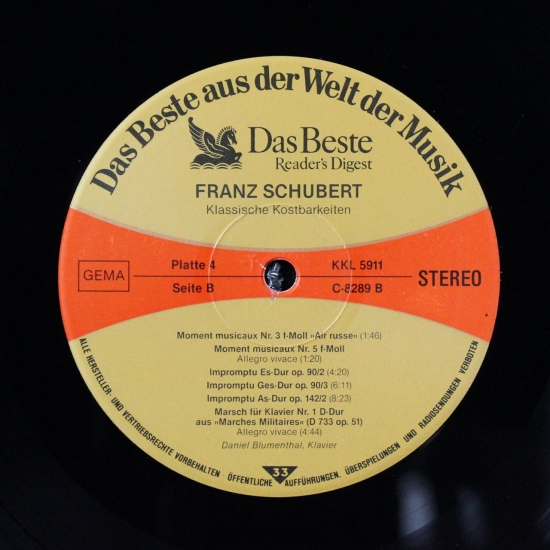 Das Beste aus der Welt der Musik
Das Beste
Reader's Digest
FRANZ SCHUBERT
Klassische Kostbarkeiten
GEMA
Platte 4
KKL 5911
Seite B
C-8289 B
STEREO
Moment musicaux Nr. 3 f-Moll »Air russe« (1:46)
Moment musicaux Nr. 5 f-Moll
Allegro vivace (1:20)
Impromptu Es-Dur op. 90/2 (4:20)
Impromptu Ges-Dur op. 90/3 (6:11)
Impromptu As-Dur op. 142/2 (8:23)
Marsch für Klavier Nr. 1 D-Dur
aus »Marches Militaires« (D 733 op. 51)
Allegro vivace (4:44)
Daniel Blumenthal, Klavier
33
ALLE HERSTELLER- UND VERTRIEBSRECHTE VORBEHALTEN ÖFFENTLICHE AUFFÜHRUNGEN, ÜBERSPIELUNGEN UND RADIOSENDUNGEN VERBOTEN